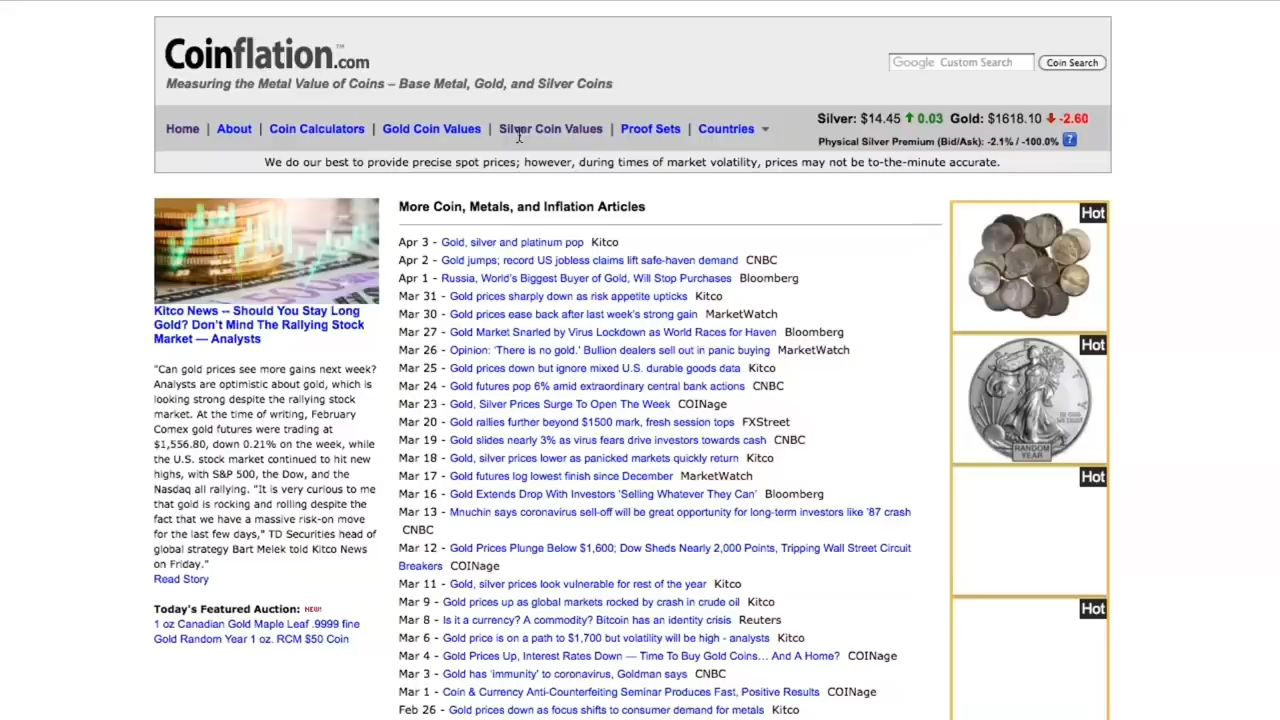 Coinflation.com™
Measuring the Metal Value of Coins – Base Metal, Gold, and Silver Coins
Google Custom Search
Coin Search
Home | About | Coin Calculators | Gold Coin Values | Silver Coin Values | Proof Sets | Countries
Silver: $14.45 0.03 Gold: $1618.10 -2.60
Physical Silver Premium (Bid/Ask): -2.1% / -100.0% ?
We do our best to provide precise spot prices; however, during times of market volatility, prices may not be to-the-minute accurate.
Kitco News -- Should You Stay Long
Gold? Don't Mind The Rallying Stock
Market — Analysts
"Can gold prices see more gains next week?
Analysts are optimistic about gold, which is
looking strong despite the rallying stock
market. At the time of writing, February
Comex gold futures were trading at
$1,556.80, down 0.21% on the week, while
the U.S. stock market continued to hit new
highs, with S&P 500, the Dow, and the
Nasdaq all rallying. "It is very curious to me
that gold is rocking and rolling despite the
fact that we have a massive risk-on move
for the last few days," TD Securities head of
global strategy Bart Melek told Kitco News
on Friday."
Read Story
Today's Featured Auction: NEW!
1 oz Canadian Gold Maple Leaf .9999 fine
Gold Random Year 1 oz. RCM $50 Coin
More Coin, Metals, and Inflation Articles
Apr 3 - Gold, silver and platinum pop Kitco
Apr 2 - Gold jumps; record US jobless claims lift safe-haven demand CNBC
Apr 1 - Russia, World's Biggest Buyer of Gold, Will Stop Purchases Bloomberg
Mar 31 - Gold prices sharply down as risk appetite upticks Kitco
Mar 30 - Gold prices ease back after last week's strong gain MarketWatch
Mar 27 - Gold Market Snarled by Virus Lockdown as World Races for Haven Bloomberg
Mar 26 - Opinion: 'There is no gold.' Bullion dealers sell out in panic buying MarketWatch
Mar 25 - Gold prices down but ignore mixed U.S. durable goods data Kitco
Mar 24 - Gold futures pop 6% amid extraordinary central bank actions CNBC
Mar 23 - Gold, Silver Prices Surge To Open The Week COINage
Mar 20 - Gold rallies further beyond $1500 mark, fresh session tops FXStreet
Mar 19 - Gold slides nearly 3% as virus fears drive investors towards cash CNBC
Mar 18 - Gold, silver prices lower as panicked markets quickly return Kitco
Mar 17 - Gold futures log lowest finish since December MarketWatch
Mar 16 - Gold Extends Drop With Investors 'Selling Whatever They Can' Bloomberg
Mar 13 - Mnuchin says coronavirus sell-off will be great opportunity for long-term investors like '87 crash
CNBC
Mar 12 - Gold Prices Plunge Below $1,600; Dow Sheds Nearly 2,000 Points, Tripping Wall Street Circuit
Breakers COINage
Mar 11 - Gold, silver prices look vulnerable for rest of the year Kitco
Mar 9 - Gold prices up as global markets rocked by crash in crude oil Kitco
Mar 8 - Is it a currency? A commodity? Bitcoin has an identity crisis Reuters
Mar 6 - Gold price is on a path to $1,700 but volatility will be high - analysts Kitco
Mar 4 - Gold Prices Up, Interest Rates Down — Time To Buy Gold Coins… And A Home? COINage
Mar 3 - Gold has 'immunity' to coronavirus, Goldman says CNBC
Mar 1 - Coin & Currency Anti-Counterfeiting Seminar Produces Fast, Positive Results COINage
Feb 26 - Gold prices down as focus shifts to consumer demand for metals Kitco
Hot
Hot
RANDOM
YEAR
Hot
Hot